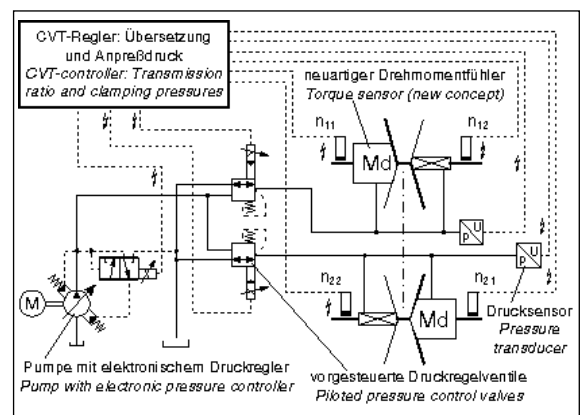 CVT-Regler: Übersetzung
und Anpreßdruck
CVT-controller: Transmission
ratio and clamping pressures
neuartiger Drehmomentfühler
Torque sensor (new concept)
n11
n12
Md
p U
n22
n21
p U
Md
M
Drucksensor
Pressure
transducer
Pumpe mit elektronischem Druckregler
Pump with electronic pressure controller
vorgesteuerte Druckregelventile
Piloted pressure control valves